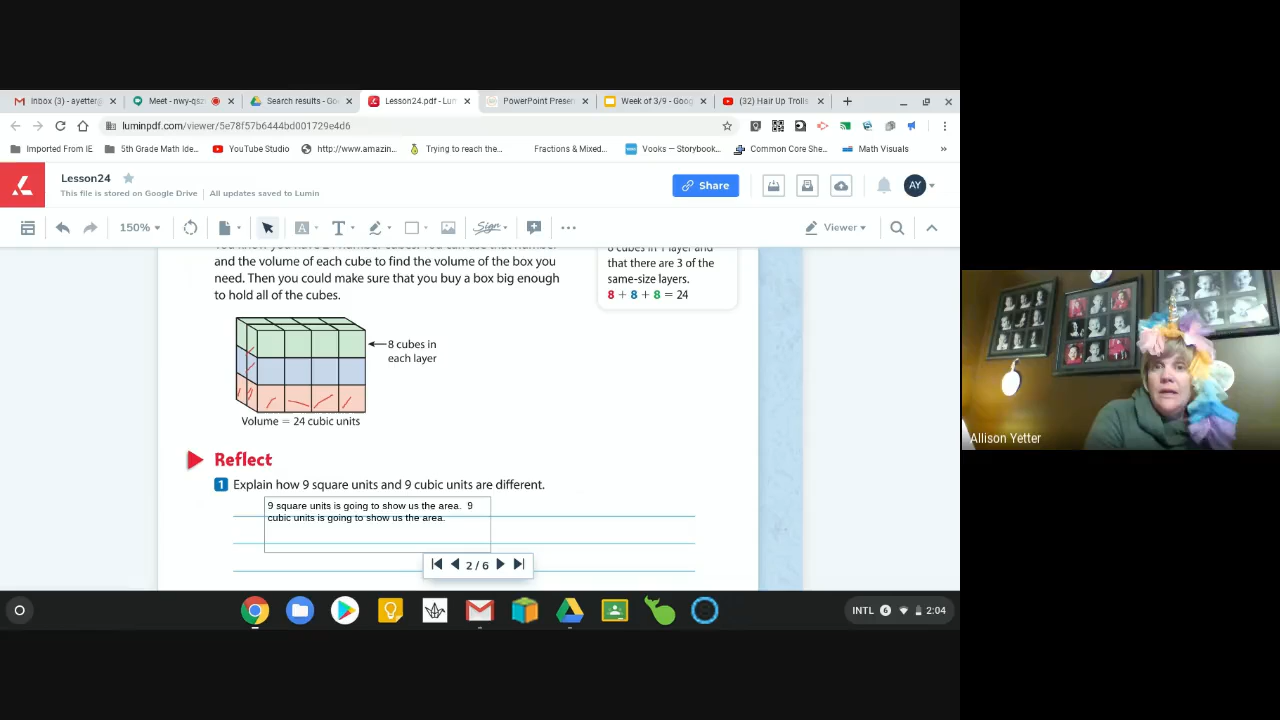 Inbox (3) - ayetter@
Meet - nwy-qsz
Search results - Go
Lesson24.pdf - Lum
PowerPoint Presen
Week of 3/9 - Goog
(32) Hair Up Trolls
luminpdf.com/viewer/5e78f57b6444bd001729e4d6
Imported From IE
5th Grade Math Ide...
YouTube Studio
http://www.amazin...
Trying to reach the...
Fractions & Mixed...
Vooks — Storybook...
Common Core She...
Math Visuals
»
Lesson24
This file is stored on Google Drive
All updates saved to Lumin
Share
AY
150%
T
Sign
Viewer
and the volume of each cube to find the volume of the box you
need. Then you could make sure that you buy a box big enough
to hold all of the cubes.
that there are 3 of the
same-size layers.
8 + 8 + 8 = 24
8 cubes in
each layer
Volume = 24 cubic units
Reflect
1 Explain how 9 square units and 9 cubic units are different.
9 square units is going to show us the area. 9
cubic units is going to show us the area.
2 / 6
INTL 6 2:04
Allison Yetter